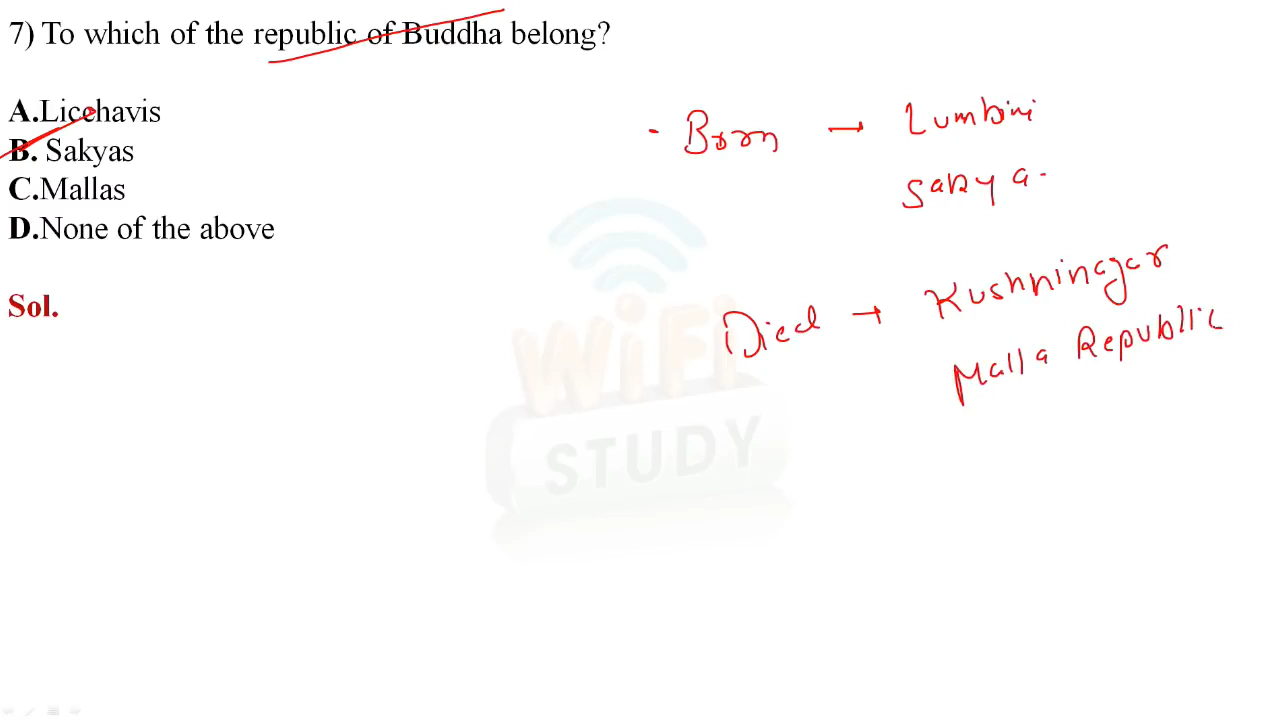 7) To which of the republic of Buddha belong?
A.Licchavis
B. Sakyas
C.Mallas
D.None of the above
Sol.
Born → Lumbini
Sakya
Died → Kushninagar
Malla Republic
WiFi
STUDY